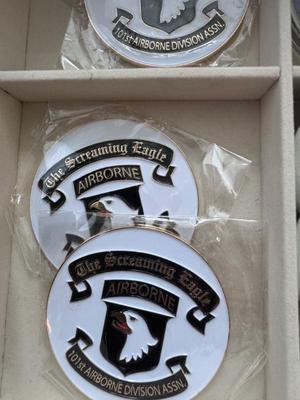 101st AIRBORNE DIVISION ASSN.
The Screaming Eagle
AIRBORNE
The Screaming Eagle
AIRBORNE
101st AIRBORNE DIVISION ASSN.